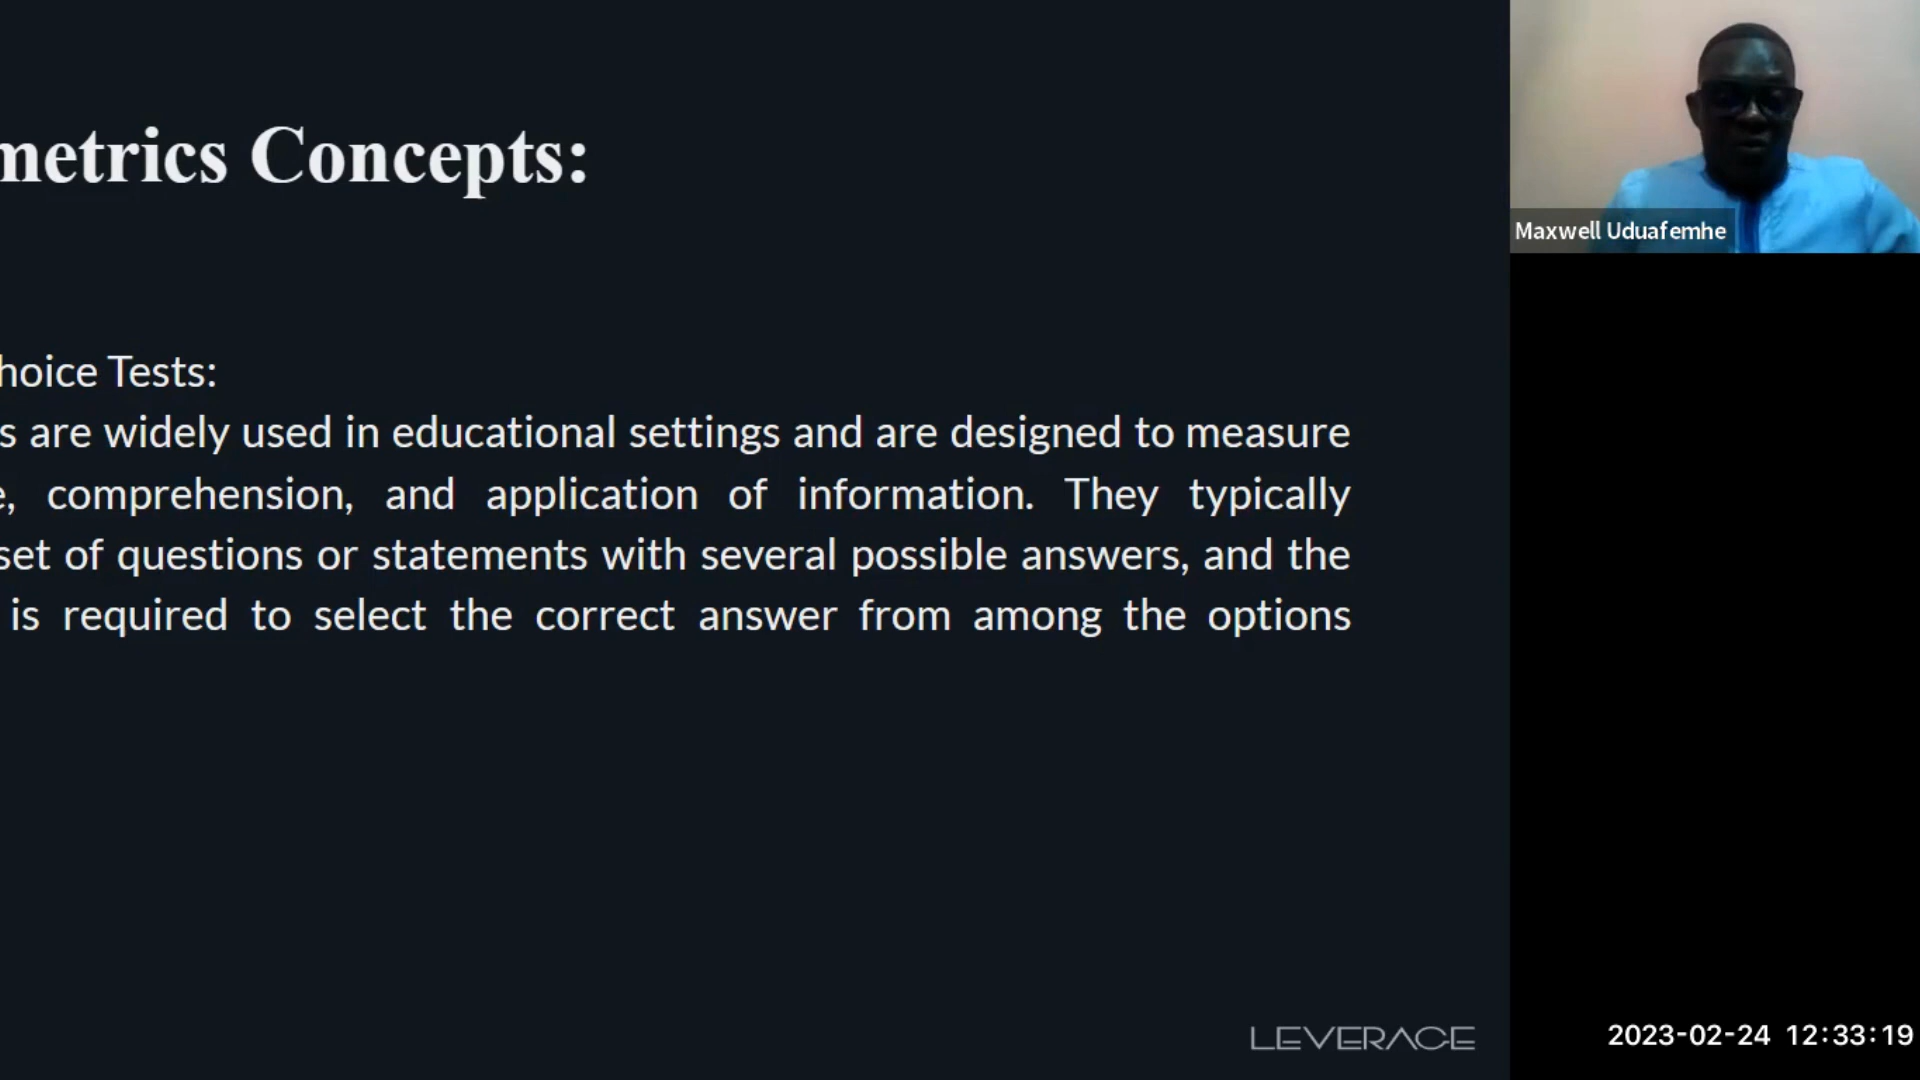 metrics Concepts:
Maxwell Uduafemhe
hoice Tests:
s are widely used in educational settings and are designed to measure
e, comprehension, and application of information. They typically
set of questions or statements with several possible answers, and the
is required to select the correct answer from among the options
LEVERAGE
2023-02-24 12:33:19